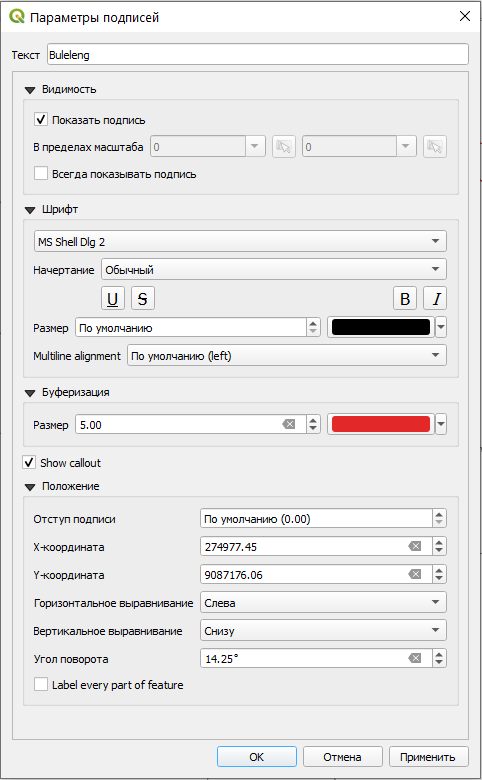 Параметры подписей
Текст Buleleng
Видимость
Показать подпись
В пределах масштаба 0 0
Всегда показывать подпись
Шрифт
MS Shell Dlg 2
Начертание Обычный
U S B I
Размер По умолчанию
Multiline alignment По умолчанию (left)
Буферизация
Размер 5.00
Show callout
Положение
Отступ подписи По умолчанию (0.00)
X-координата 274977.45
Y-координата 9087176.06
Горизонтальное выравнивание Слева
Вертикальное выравнивание Снизу
Угол поворота 14.25°
Label every part of feature
OK Отмена Применить